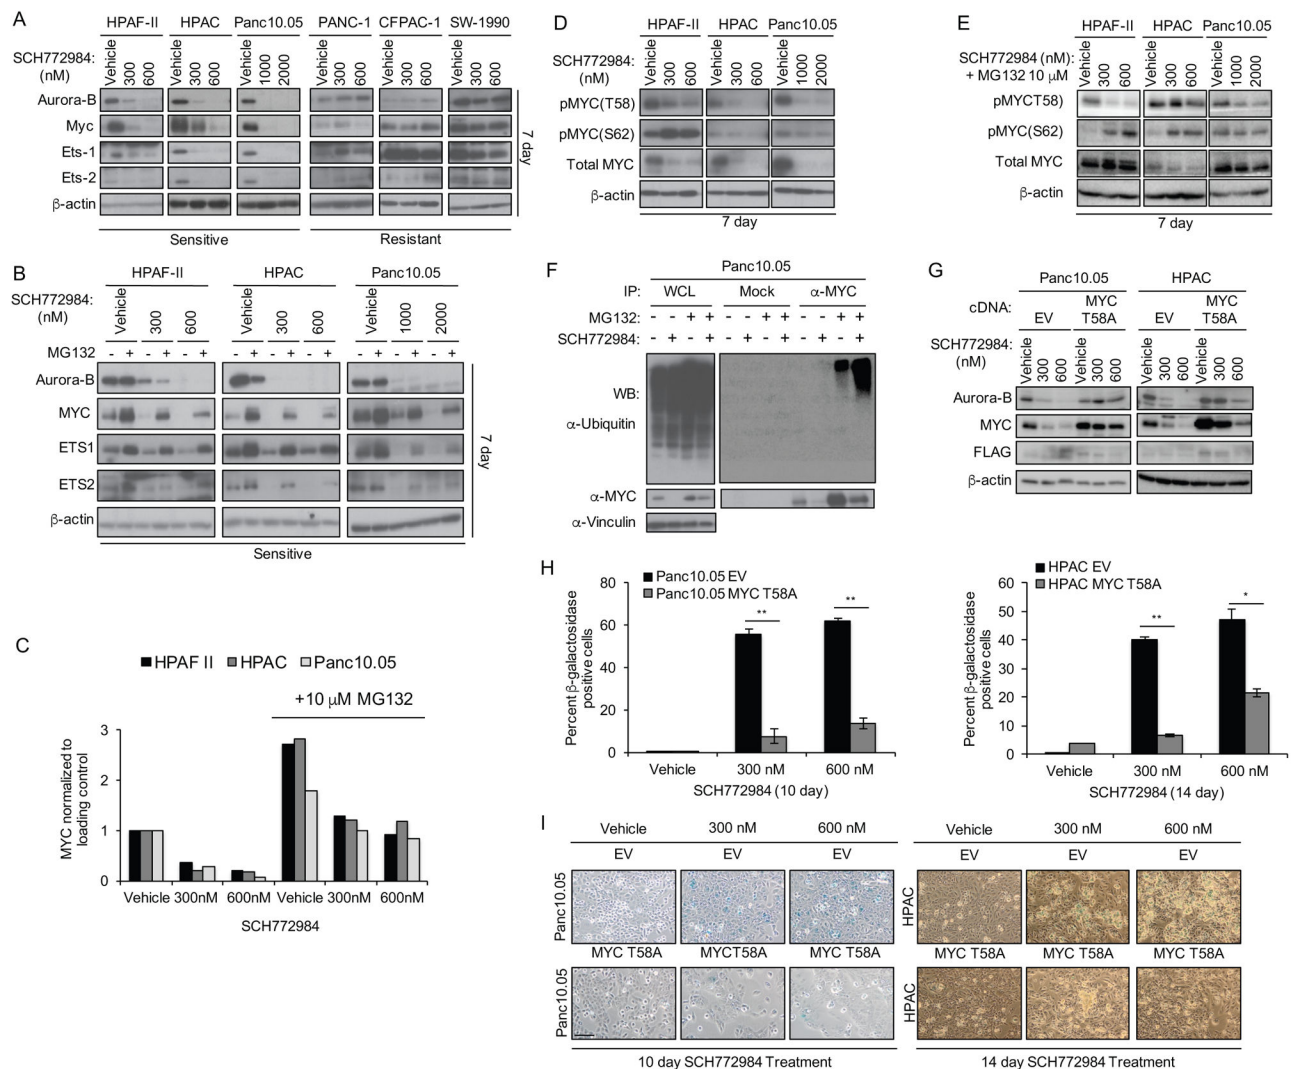 A
HPAF-II HPAC Panc10.05 PANC-1 CFPAC-1 SW-1990
SCH772984:
(nM)
Vehicle 300 600 Vehicle 300 600 Vehicle 1000 2000 Vehicle 300 600 Vehicle 300 600 Vehicle 300 600
Aurora-B
Myc
Ets-1
Ets-2
β-actin
7 day
Sensitive Resistant
B
HPAF-II HPAC Panc10.05
SCH772984:
(nM)
Vehicle 300 600 Vehicle 300 600 Vehicle 1000 2000
MG132 - + - + - + - + - + - + - + - + - +
Aurora-B
MYC
ETS1
ETS2
β-actin
7 day
Sensitive
C
HPAF II HPAC Panc10.05
+10 μM MG132
MYC normalized to
loading control
3
2
1
0
Vehicle 300nM 600nM Vehicle 300nM 600nM
SCH772984
D
HPAF-II HPAC Panc10.05
SCH772984:
(nM)
Vehicle 300 600 Vehicle 300 600 Vehicle 1000 2000
pMYC(T58)
pMYC(S62)
Total MYC
β-actin
7 day
E
HPAF-II HPAC Panc10.05
SCH772984 (nM):
+ MG132 10 μM
Vehicle 300 600 Vehicle 300 600 Vehicle 1000 2000
pMYCT58)
pMYC(S62)
Total MYC
β-actin
7 day
F
Panc10.05
IP: WCL Mock α-MYC
MG132: - - + + - - + + - - + +
SCH772984: - + - + - + - + - + - +
WB:
α-Ubiquitin
α-MYC
α-Vinculin
G
Panc10.05 HPAC
cDNA: EV MYC T58A EV MYC T58A
SCH772984:
(nM)
Vehicle 300 600 Vehicle 300 600 Vehicle 300 600 Vehicle 300 600
Aurora-B
MYC
FLAG
β-actin
H
Panc10.05 EV
Panc10.05 MYC T58A
Percent β-galactosidase
positive cells
80
60
40
20
0
** **
Vehicle 300 nM 600 nM
SCH772984 (10 day)
HPAC EV
HPAC MYC T58A
Percent β-galactosidase
positive cells
60
50
40
30
20
10
0
** *
Vehicle 300 nM 600 nM
SCH772984 (14 day)
I
Vehicle 300 nM 600 nM Vehicle 300 nM 600 nM
EV EV EV EV EV EV
Panc10.05 HPAC
MYC T58A MYCT58A MYC T58A MYC T58A MYC T58A MYC T58A
Panc10.05 HPAC
10 day SCH772984 Treatment 14 day SCH772984 Treatment